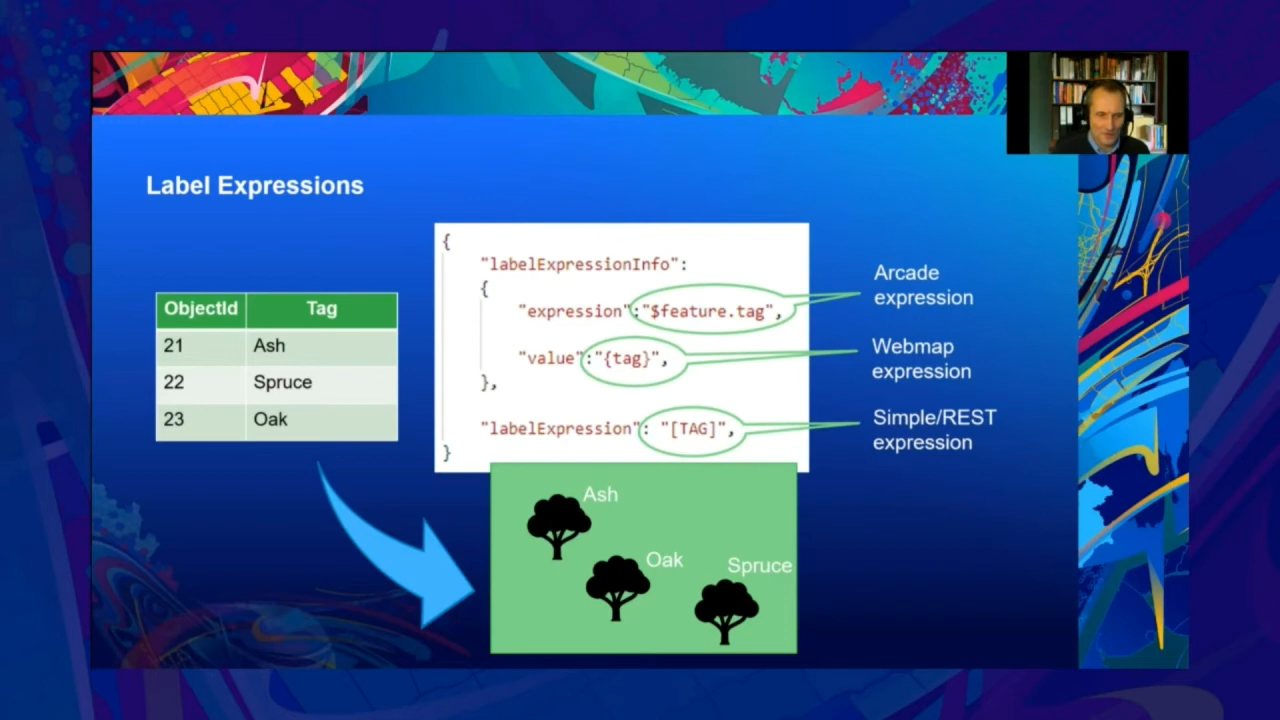 Label Expressions
ObjectId Tag
21 Ash
22 Spruce
23 Oak
{
"labelExpressionInfo":
{
"expression":"$feature.tag",
"value":"{tag}",
},
"labelExpression": "[TAG]",
}
Arcade
expression
Webmap
expression
Simple/REST
expression
Ash
Oak
Spruce